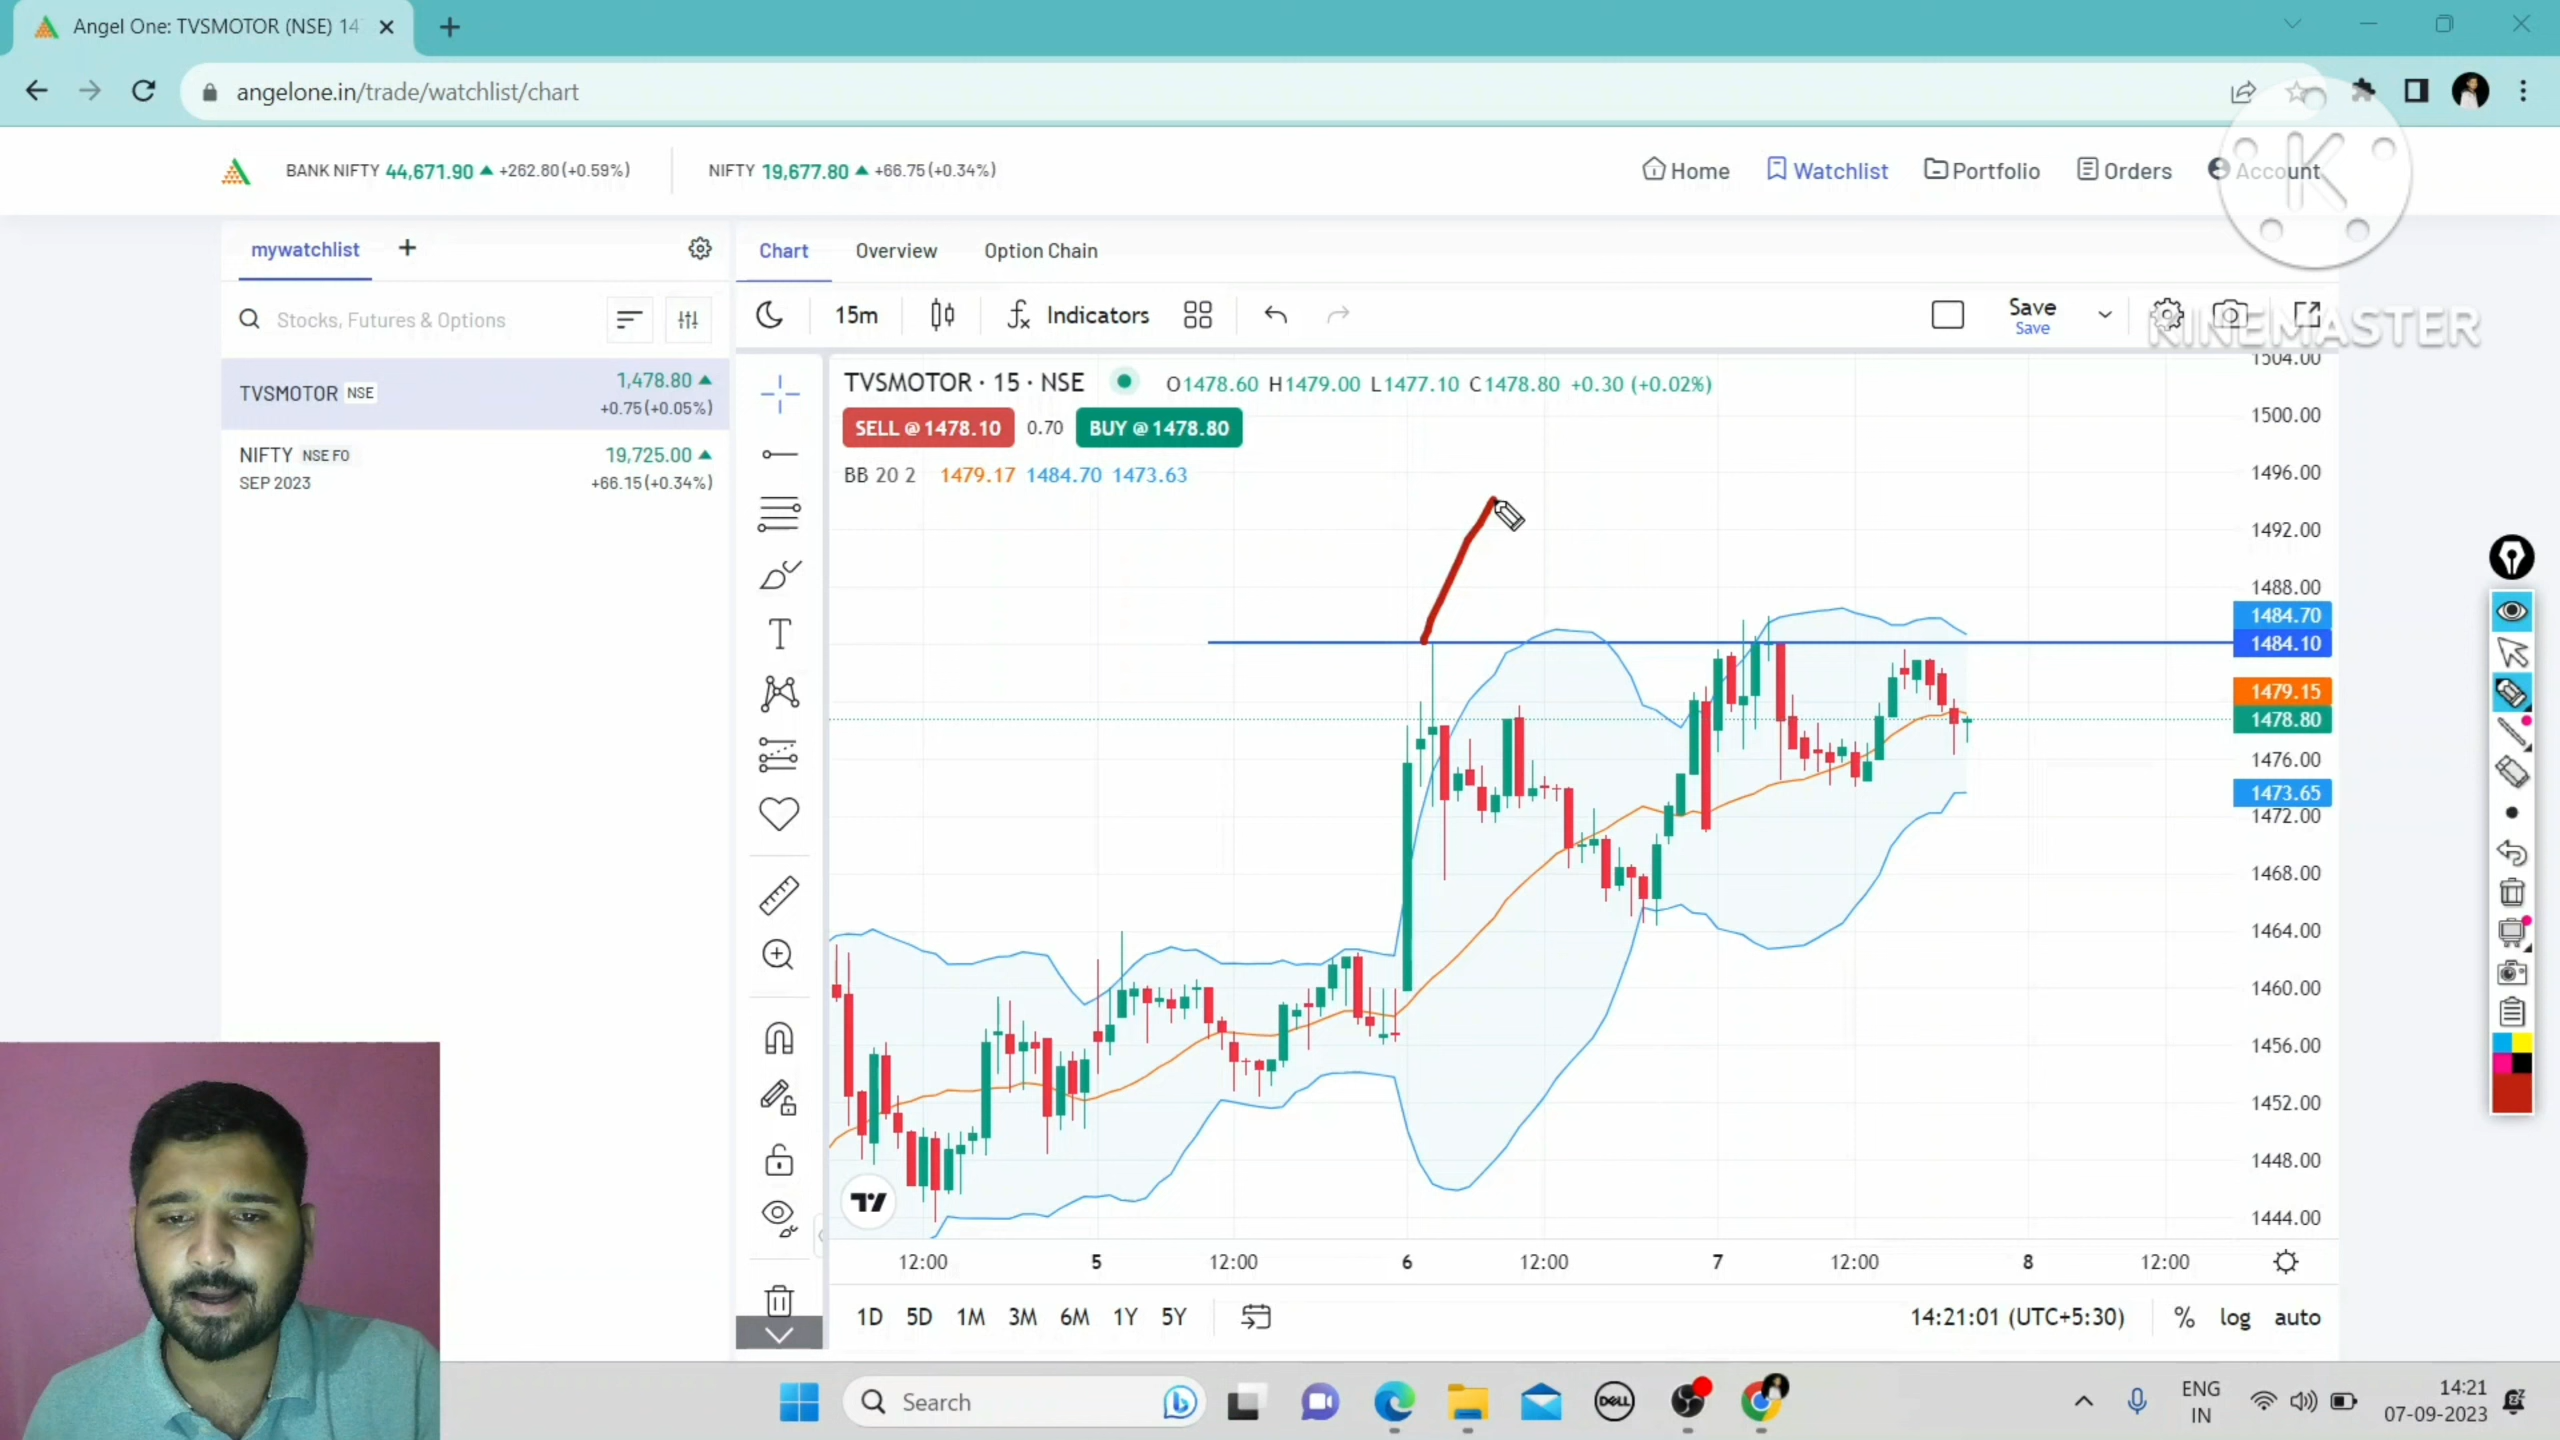 Angel One: TVSMOTOR (NSE) 14
angelone.in/trade/watchlist/chart
BANK NIFTY 44,671.90 +262.80(+0.59%) NIFTY 19,677.80 +66.75(+0.34%)
Home Watchlist Portfolio Orders Account
K
KINEMASTER
mywatchlist
Stocks, Futures & Options
TVSMOTOR NSE 1,478.80
+0.75(+0.05%)
NIFTY NSE FO 19,725.00
SEP 2023 +66.15(+0.34%)
Chart Overview Option Chain
15m Indicators Save
Save
TVSMOTOR · 15 · NSE O1478.60 H1479.00 L1477.10 C1478.80 +0.30 (+0.02%)
SELL @ 1478.10 0.70 BUY @ 1478.80
BB 20 2 1479.17 1484.70 1473.63
1504.00
1500.00
1496.00
1492.00
1488.00
1484.70
1484.10
1479.15
1478.80
1476.00
1473.65
1472.00
1468.00
1464.00
1460.00
1456.00
1452.00
1448.00
1444.00
12:00 5 12:00 6 12:00 7 12:00 8 12:00
1D 5D 1M 3M 6M 1Y 5Y 14:21:01 (UTC+5:30) % log auto
Search
DELL
ENG
IN
14:21
07-09-2023